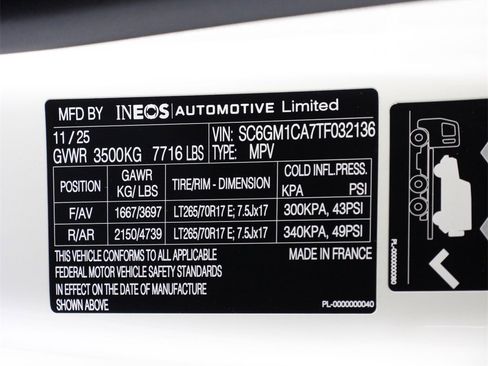 MFD BY INEOS | AUTOMOTIVE Limited
11 / 25 VIN: SC6GM1CA7TF032136
GVWR 3500KG 7716 LBS TYPE: MPV
POSITION GAWR KG/LBS TIRE/RIM - DIMENSION COLD INFL.PRESS. KPA PSI
F/AV 1667/3697 LT265/70R17 E; 7.5Jx17 300KPA, 43PSI
R/AR 2150/4739 LT265/70R17 E; 7.5Jx17 340KPA, 49PSI
THIS VEHICLE CONFORMS TO ALL APPLICABLE MADE IN FRANCE
FEDERAL MOTOR VEHICLE SAFETY STANDARDS
IN EFFECT ON THE DATE OF MANUFACTURE
SHOWN ABOVE PL-0000000040
PL-0000000080